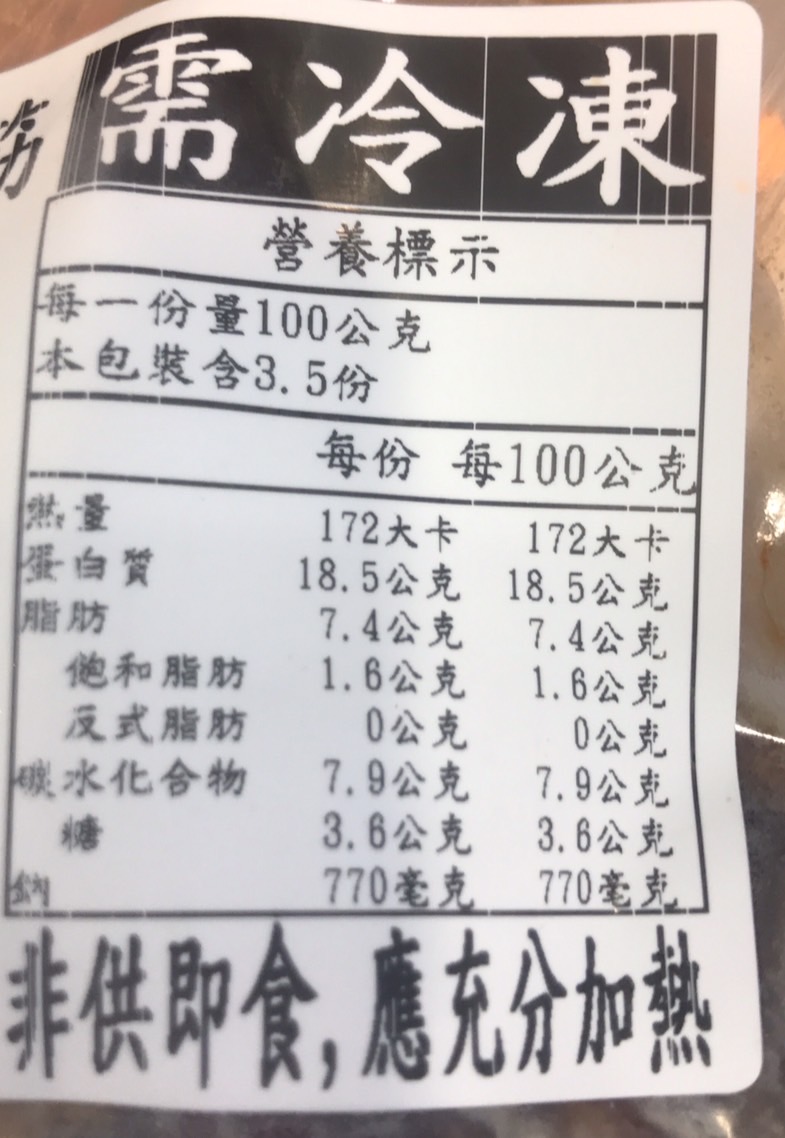 需冷凍
營養標示
每一份量100公克
本包裝含3.5份
每份 每100公克
熱量 172大卡 172大卡
蛋白質 18.5公克 18.5公克
脂肪 7.4公克 7.4公克
飽和脂肪 1.6公克 1.6公克
反式脂肪 0公克 0公克
碳水化合物 7.9公克 7.9公克
糖 3.6公克 3.6公克
鈉 770毫克 770毫克
非供即食,應充分加熱